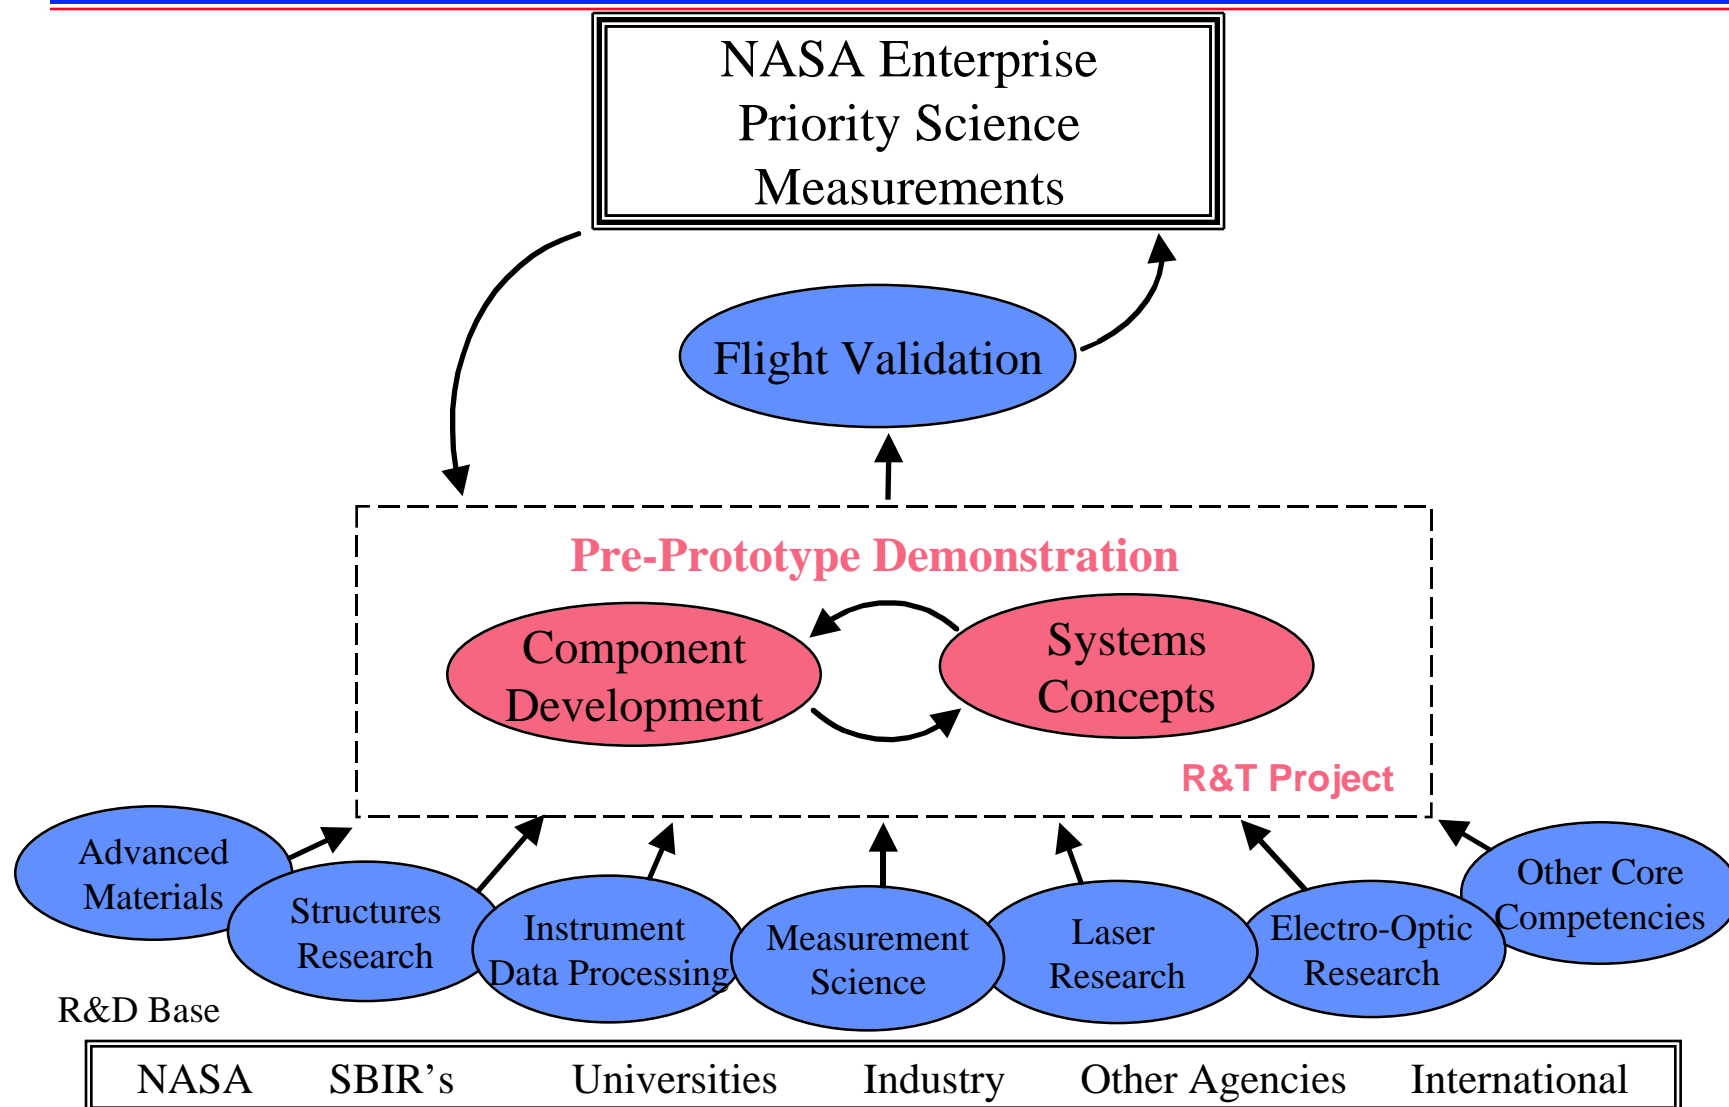 NASA Enterprise
Priority Science
Measurements
Flight Validation
Pre-Prototype Demonstration
Component
Development
Systems
Concepts
R&T Project
Advanced
Materials
Structures
Research
Instrument
Data Processing
Measurement
Science
Laser
Research
Electro-Optic
Research
Other Core
Competencies
R&D Base
NASA SBIR’s Universities Industry Other Agencies International